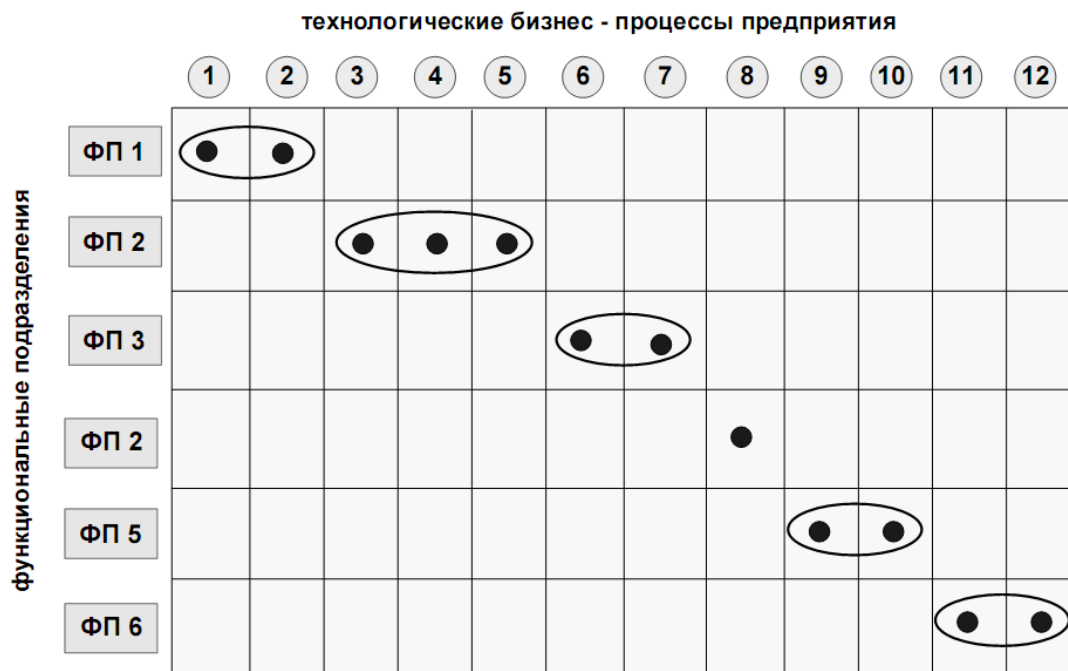 технологические бизнес - процессы предприятия
1 2 3 4 5 6 7 8 9 10 11 12
функциональные подразделения
ФП 1
ФП 2
ФП 3
ФП 2
ФП 5
ФП 6